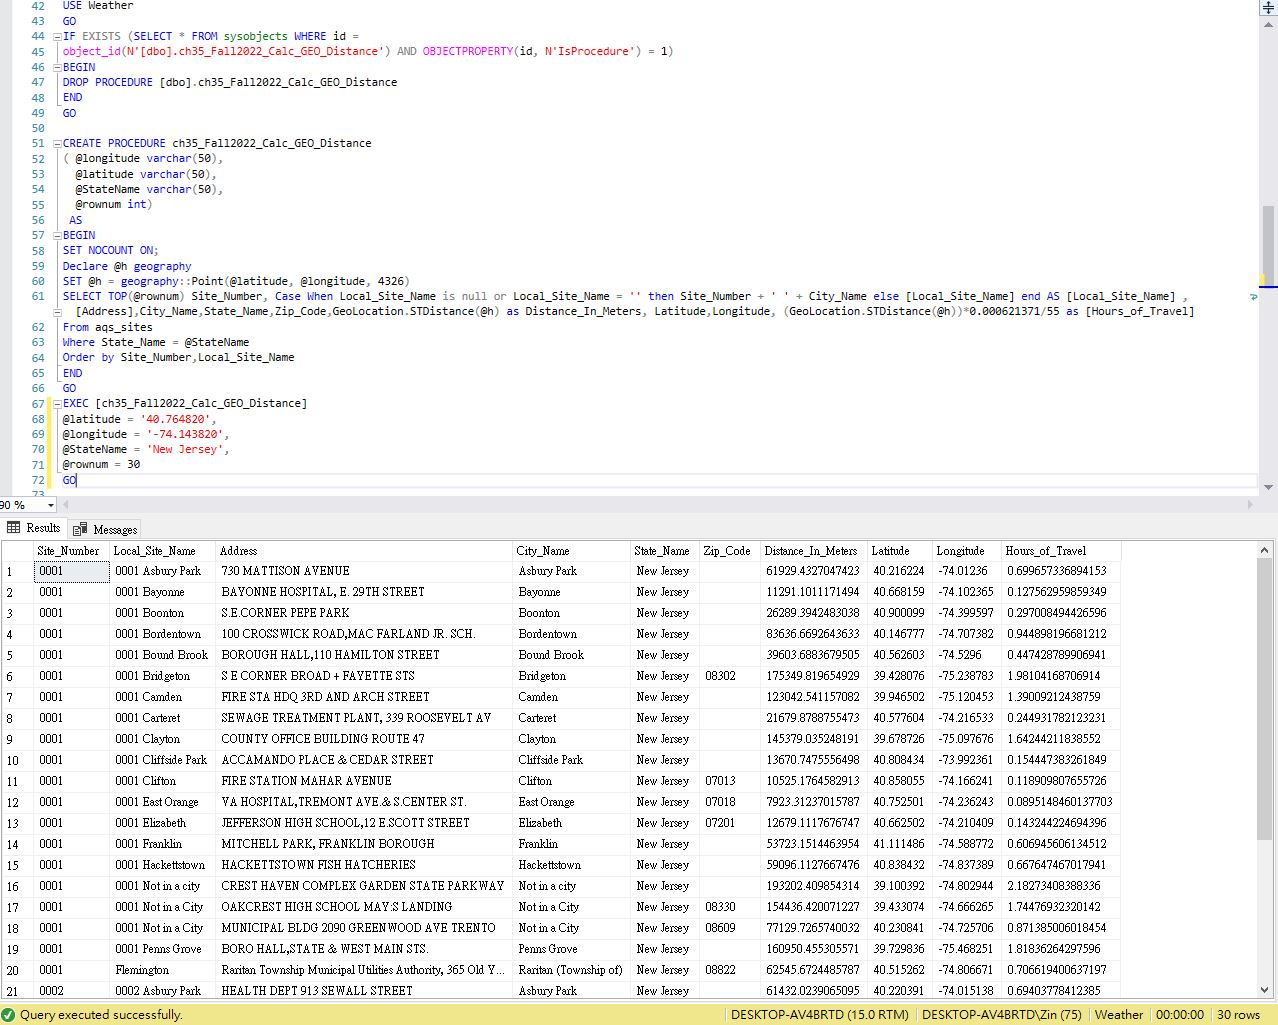 42 USE Weather
43 GO
44 IF EXISTS (SELECT * FROM sysobjects WHERE id =
45 object_id(N'[dbo].ch35_Fall2022_Calc_GEO_Distance') AND OBJECTPROPERTY(id, N'IsProcedure') = 1)
46 BEGIN
47 DROP PROCEDURE [dbo].ch35_Fall2022_Calc_GEO_Distance
48 END
49 GO
50
51 CREATE PROCEDURE ch35_Fall2022_Calc_GEO_Distance
52 ( @longitude varchar(50),
53 @latitude varchar(50),
54 @StateName varchar(50),
55 @rownum int)
56 AS
57 BEGIN
58 SET NOCOUNT ON;
59 Declare @h geography
60 SET @h = geography::Point(@latitude, @longitude, 4326)
61 SELECT TOP(@rownum) Site_Number, Case When Local_Site_Name is null or Local_Site_Name = '' then Site_Number + ' ' + City_Name else [Local_Site_Name] end AS [Local_Site_Name] ,
[Address],City_Name,State_Name,Zip_Code,GeoLocation.STDistance(@h) as Distance_In_Meters, Latitude,Longitude, (GeoLocation.STDistance(@h))*0.000621371/55 as [Hours_of_Travel]
62 From aqs_sites
63 Where State_Name = @StateName
64 Order by Site_Number,Local_Site_Name
65 END
66 GO
67 EXEC [ch35_Fall2022_Calc_GEO_Distance]
68 @latitude = '40.764820',
69 @longitude = '-74.143820',
70 @StateName = 'New Jersey',
71 @rownum = 30
72 GO
73
90 %
Results Messages
Site_Number Local_Site_Name Address City_Name State_Name Zip_Code Distance_In_Meters Latitude Longitude Hours_of_Travel
1 0001 0001 Asbury Park 730 MATTISON AVENUE Asbury Park New Jersey 61929.4327047423 40.216224 -74.01236 0.699657336894153
2 0001 0001 Bayonne BAYONNE HOSPITAL, E. 29TH STREET Bayonne New Jersey 11291.1011171494 40.668159 -74.102365 0.127562959859349
3 0001 0001 Boonton S.E.CORNER PEPE PARK Boonton New Jersey 26289.3942483038 40.900099 -74.399597 0.297008494426596
4 0001 0001 Bordentown 100 CROSSWICK ROAD,MAC FARLAND JR. SCH. Bordentown New Jersey 83636.6692643633 40.146777 -74.707382 0.944898196681212
5 0001 0001 Bound Brook BOROUGH HALL,110 HAMILTON STREET Bound Brook New Jersey 39603.6883679505 40.562603 -74.5296 0.447428789906941
6 0001 0001 Bridgeton S E CORNER BROAD + FAYETTE STS Bridgeton New Jersey 08302 175349.819654929 39.428076 -75.238783 1.98104168706914
7 0001 0001 Camden FIRE STA HDQ 3RD AND ARCH STREET Camden New Jersey 123042.541157082 39.946502 -75.120453 1.39009212438759
8 0001 0001 Carteret SEWAGE TREATMENT PLANT, 339 ROOSEVELT AV Carteret New Jersey 21679.8788755473 40.577604 -74.216533 0.244931782123231
9 0001 0001 Clayton COUNTY OFFICE BUILDING ROUTE 47 Clayton New Jersey 145379.035248191 39.678726 -75.097676 1.64244211838552
10 0001 0001 Cliffside Park ACCAMANDO PLACE & CEDAR STREET Cliffside Park New Jersey 13670.7475556498 40.808434 -73.992361 0.154447383261849
11 0001 0001 Clifton FIRE STATION MAHAR AVENUE Clifton New Jersey 07013 10525.1764582913 40.858055 -74.166241 0.118909807655726
12 0001 0001 East Orange VA HOSPITAL,TREMONT AVE.& S.CENTER ST. East Orange New Jersey 07018 7923.31237015787 40.752501 -74.236243 0.0895148460137703
13 0001 0001 Elizabeth JEFFERSON HIGH SCHOOL,12 E.SCOTT STREET Elizabeth New Jersey 07201 12679.1117676747 40.662502 -74.210409 0.143244224694396
14 0001 0001 Franklin MITCHELL PARK, FRANKLIN BOROUGH Franklin New Jersey 53723.1514463954 41.111486 -74.588772 0.606945606134512
15 0001 0001 Hackettstown HACKETTSTOWN FISH HATCHERIES Hackettstown New Jersey 59096.1127667476 40.838432 -74.837389 0.667647467017941
16 0001 0001 Not in a city CREST HAVEN COMPLEX GARDEN STATE PARKWAY Not in a city New Jersey 193202.409854314 39.100392 -74.802944 2.18273408388336
17 0001 0001 Not in a City OAKCREST HIGH SCHOOL MAY:S LANDING Not in a City New Jersey 08330 154436.420071227 39.433074 -74.666265 1.74476932320142
18 0001 0001 Not in a City MUNICIPAL BLDG 2090 GREENWOOD AVE TRENTO Not in a City New Jersey 08609 77129.7265740032 40.230841 -74.725706 0.871385006018454
19 0001 0001 Penns Grove BORO HALL,STATE & WEST MAIN STS. Penns Grove New Jersey 160950.455305571 39.729836 -75.468251 1.81836264297596
20 0001 Flemington Raritan Township Municipal Utilities Authority, 365 Old Y... Raritan (Township of) New Jersey 08822 62545.6724485787 40.515262 -74.806671 0.706619400637197
21 0002 0002 Asbury Park HEALTH DEPT 913 SEWALL STREET Asbury Park New Jersey 61432.0239065095 40.220391 -74.015138 0.69403778412385
Query executed successfully. DESKTOP-AV4BRTD (15.0 RTM) DESKTOP-AV4BRTD\Zin (75) Weather 00:00:00 30 rows